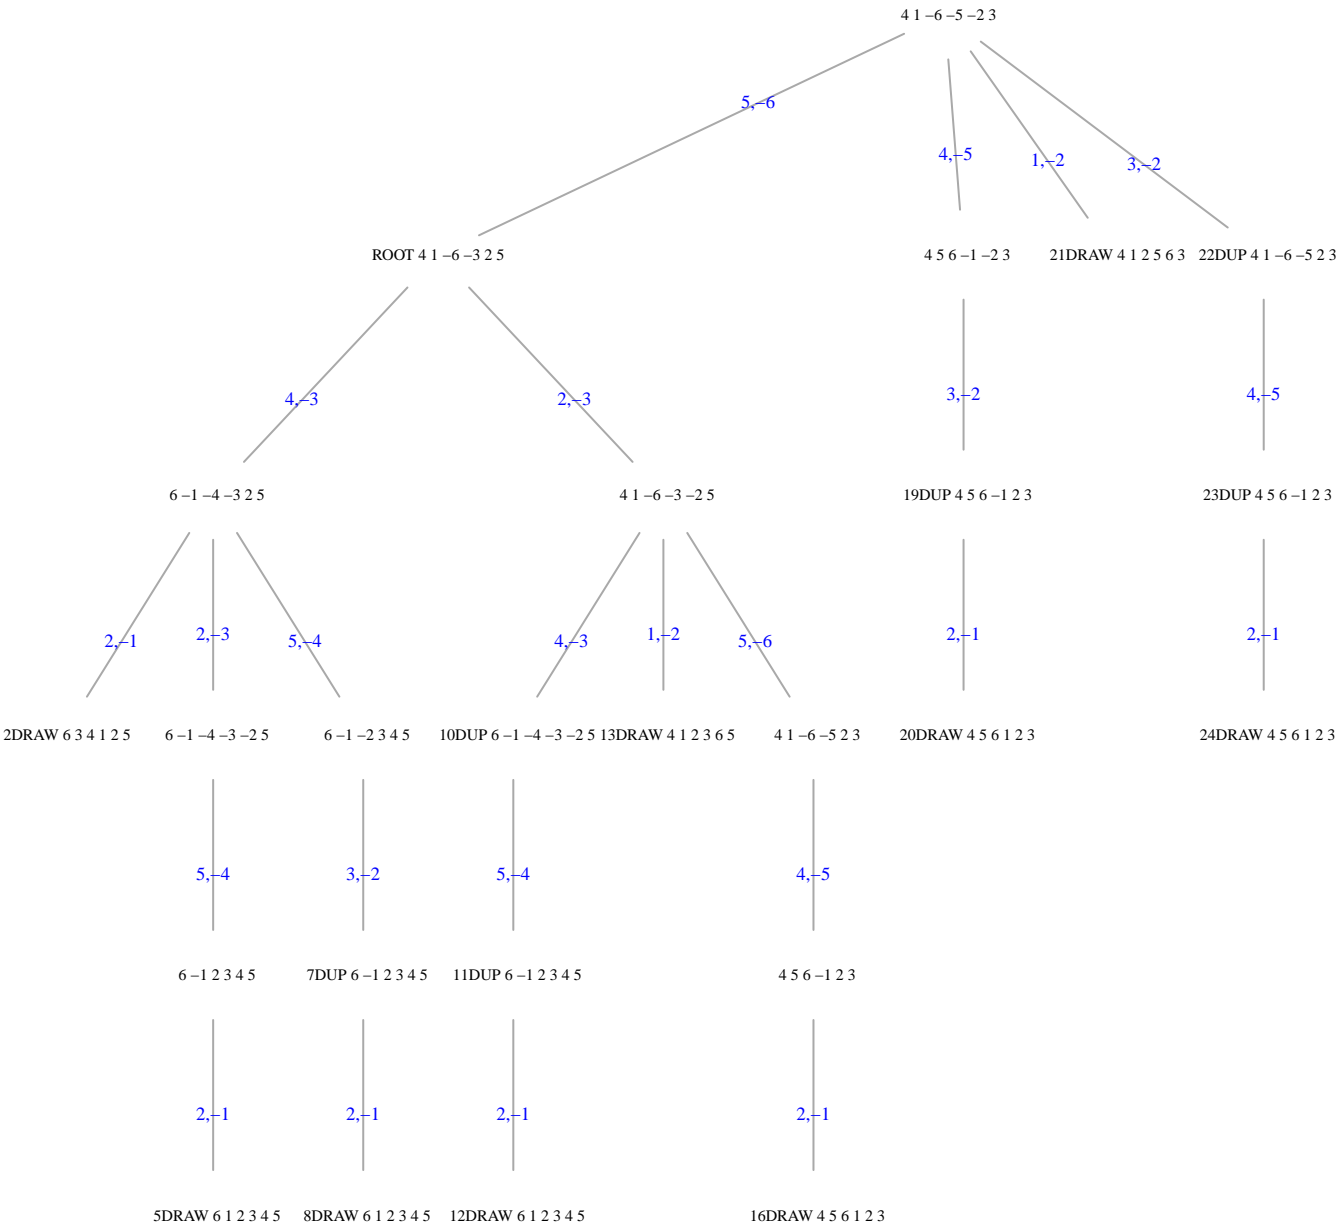 4 1 –6 –5 –2 3
5,–6
4,–5
1,–2
3,–2
ROOT 4 1 –6 –3 2 5
4 5 6 –1 –2 3
21DRAW 4 1 2 5 6 3
22DUP 4 1 –6 –5 2 3
4,–3
2,–3
3,–2
4,–5
6 –1 –4 –3 2 5
4 1 –6 –3 –2 5
19DUP 4 5 6 –1 2 3
23DUP 4 5 6 –1 2 3
2,–1
2,–3
5,–4
4,–3
1,–2
5,–6
2,–1
2,–1
2DRAW 6 3 4 1 2 5
6 –1 –4 –3 –2 5
6 –1 –2 3 4 5
10DUP 6 –1 –4 –3 –2 5
13DRAW 4 1 2 3 6 5
4 1 –6 –5 2 3
20DRAW 4 5 6 1 2 3
24DRAW 4 5 6 1 2 3
5,–4
3,–2
5,–4
4,–5
6 –1 2 3 4 5
7DUP 6 –1 2 3 4 5
11DUP 6 –1 2 3 4 5
4 5 6 –1 2 3
2,–1
2,–1
2,–1
2,–1
5DRAW 6 1 2 3 4 5
8DRAW 6 1 2 3 4 5
12DRAW 6 1 2 3 4 5
16DRAW 4 5 6 1 2 3